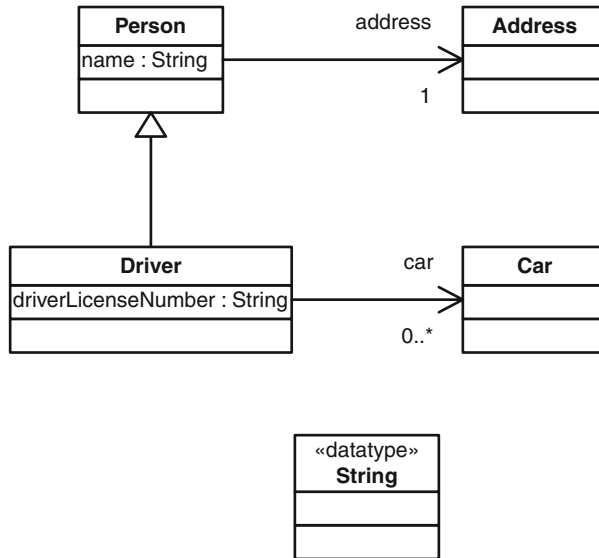 Person
name : String
address
1
Address
Driver
driverLicenseNumber : String
car
0..*
Car
«datatype»
String